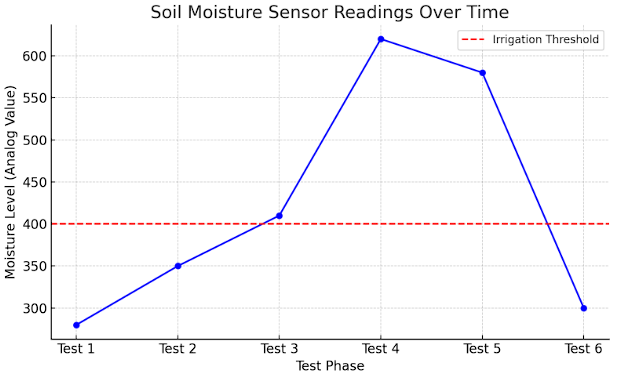 Soil Moisture Sensor Readings Over Time
Irrigation Threshold
Moisture Level (Analog Value)
600
550
500
450
400
350
300
Test 1 Test 2 Test 3 Test 4 Test 5 Test 6
Test Phase